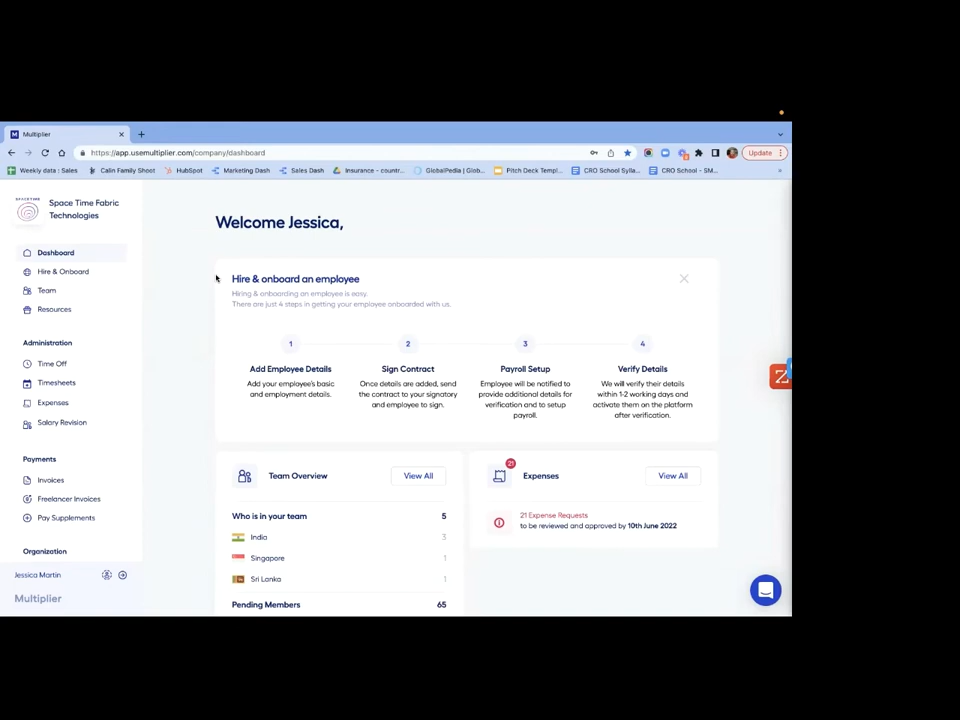 Multiplier
https://app.usemultiplier.com/company/dashboard
Update
Weekly data : Sales
Calin Family Shoot
HubSpot
Marketing Dash
Sales Dash
Insurance - countr...
GlobalPedia | Glob...
Pitch Deck Templ...
CRO School Sylla...
CRO School - SM...
SPACETIME
Space Time Fabric
Technologies
Dashboard
Hire & Onboard
Team
Resources
Administration
Time Off
Timesheets
Expenses
Salary Revision
Payments
Invoices
Freelancer Invoices
Pay Supplements
Organization
Jessica Martin
Multiplier
Welcome Jessica,
Hire & onboard an employee
Hiring & onboarding an employee is easy.
There are just 4 steps in getting your employee onboarded with us.
1
Add Employee Details
Add your employee's basic
and employment details.
2
Sign Contract
Once details are added, send
the contract to your signatory
and employee to sign.
3
Payroll Setup
Employee will be notified to
provide additional details for
verification and to setup
payroll.
4
Verify Details
We will verify their details
within 1-2 working days and
activate them on the platform
after verification.
Team Overview
View All
Who is in your team 5
India 3
Singapore 1
Sri Lanka 1
Pending Members 65
21
Expenses
View All
21 Expense Requests
to be reviewed and approved by 10th June 2022